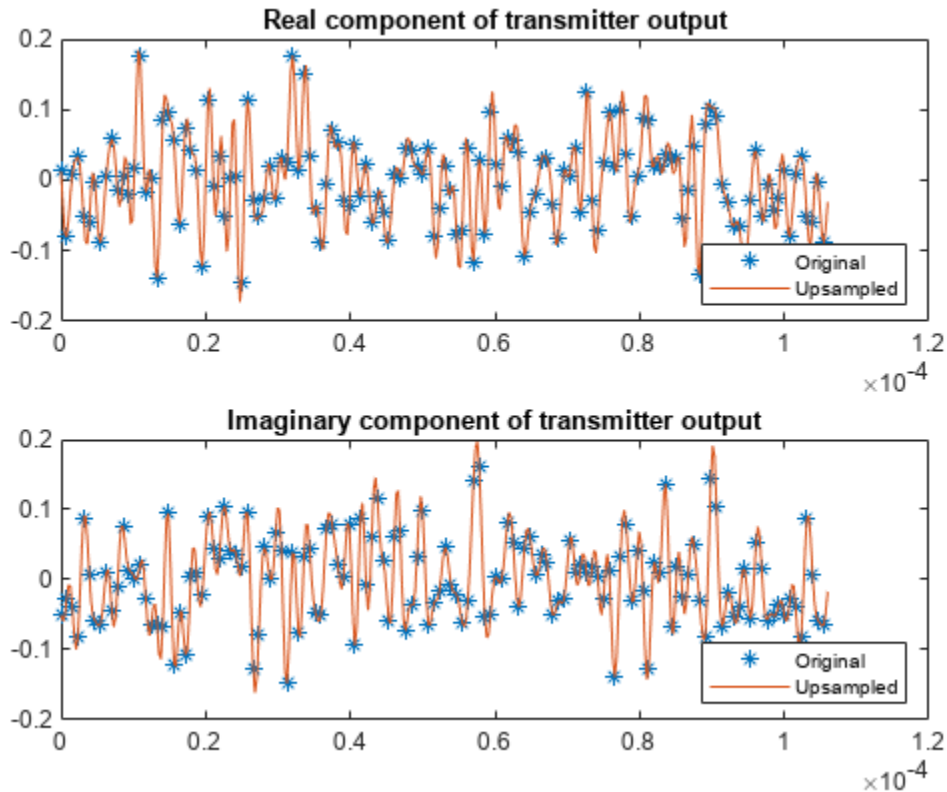 Real component of transmitter output
0.2
0.1
0
-0.1
-0.2
Original
Upsampled
0 0.2 0.4 0.6 0.8 1 1.2
×10-4
Imaginary component of transmitter output
0.2
0.1
0
-0.1
-0.2
Original
Upsampled
0 0.2 0.4 0.6 0.8 1 1.2
×10-4